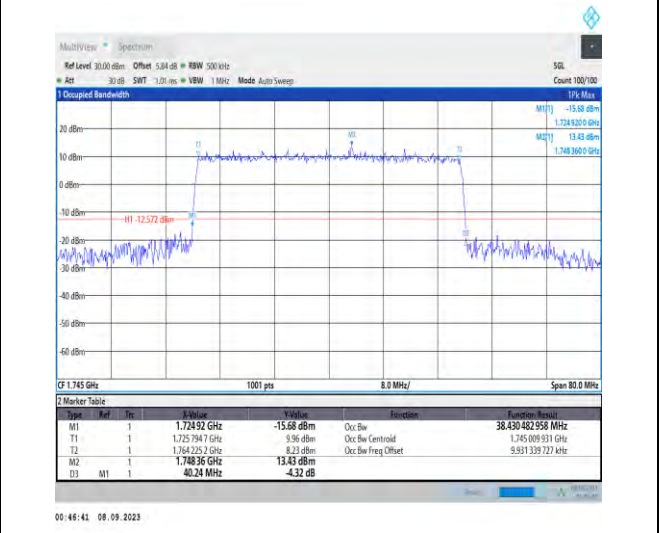 MultiView Spectrum
Ref Level 30.00 dBm Offset 5.84 dB RBW 500 kHz SGL
Att 30 dB SWT 1.01 ms VBW 1 MHz Mode Auto Sweep Count 100/100
1 Occupied Bandwidth 1Pk Max
M1[1] -15.68 dBm
1.724 920 0 GHz
M2[1] 13.43 dBm
1.748 360 0 GHz
20 dBm
M2
T1
T2
10 dBm
0 dBm
-10 dBm
H1 -12.572 dBm
M1
-20 dBm
D3
-30 dBm
-40 dBm
-50 dBm
-60 dBm
CF 1.745 GHz 1001 pts 8.0 MHz/ Span 80.0 MHz
2 Marker Table
Type Ref Trc X-Value Y-Value Function Function Result
M1 1 1.724 92 GHz -15.68 dBm Occ Bw 38.430 482 958 MHz
T1 1 1.725 794 7 GHz 9.96 dBm Occ Bw Centroid 1.745 009 931 GHz
T2 1 1.764 225 2 GHz 8.23 dBm Occ Bw Freq Offset 9.931 339 727 kHz
M2 1 1.748 36 GHz 13.43 dBm
D3 M1 1 40.24 MHz -4.32 dB
00:46:41 08.09.2023